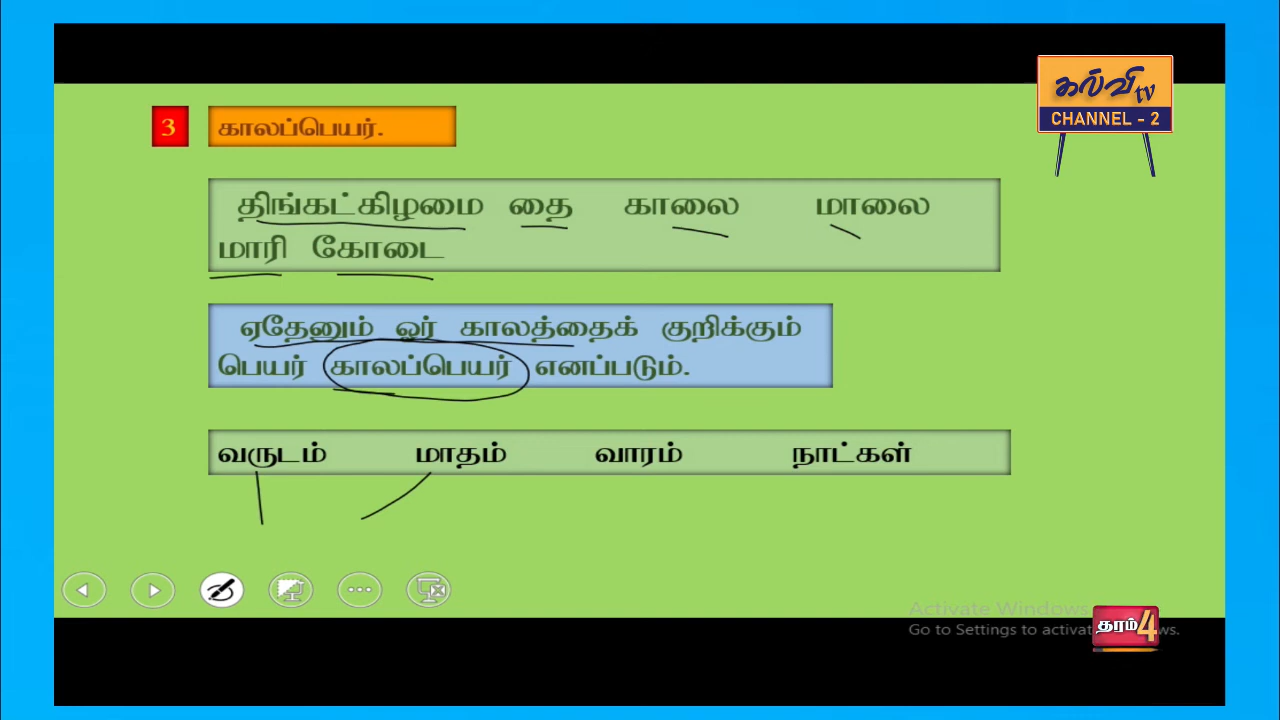 கல்வி tv
CHANNEL - 2
3 காலப்பெயர்.
திங்கட்கிழமை தை காலை மாலை
மாரி கோடை
ஏதேனும் ஓர் காலத்தைக் குறிக்கும்
பெயர் காலப்பெயர் எனப்படும்.
வருடம் மாதம் வாரம் நாட்கள்
Activate Windows
Go to Settings to
தரம் 4